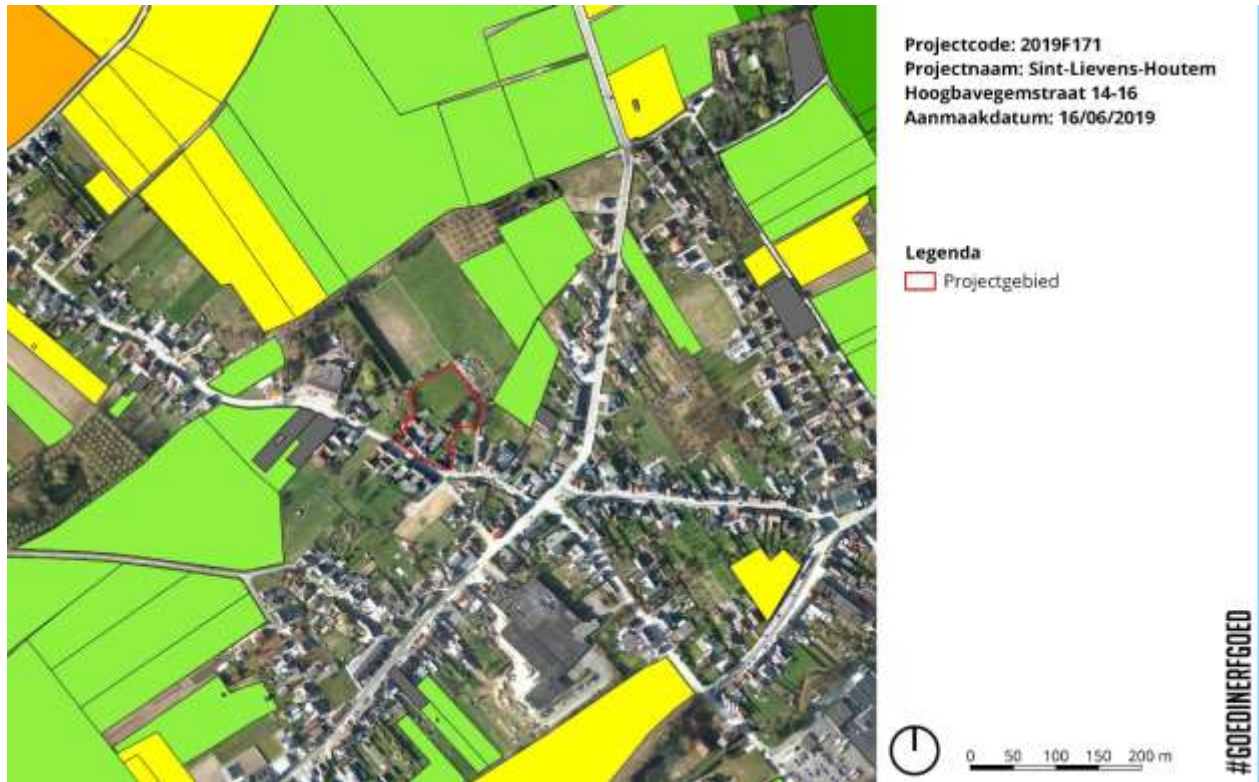 Projectcode: 2019F171
Projectnaam: Sint-Lievens-Houtem
Hoogbavegemstraat 14-16
Aanmaakdatum: 16/06/2019
Legenda
Projectgebied
0 50 100 150 200 m
#GOEDINERFGOED